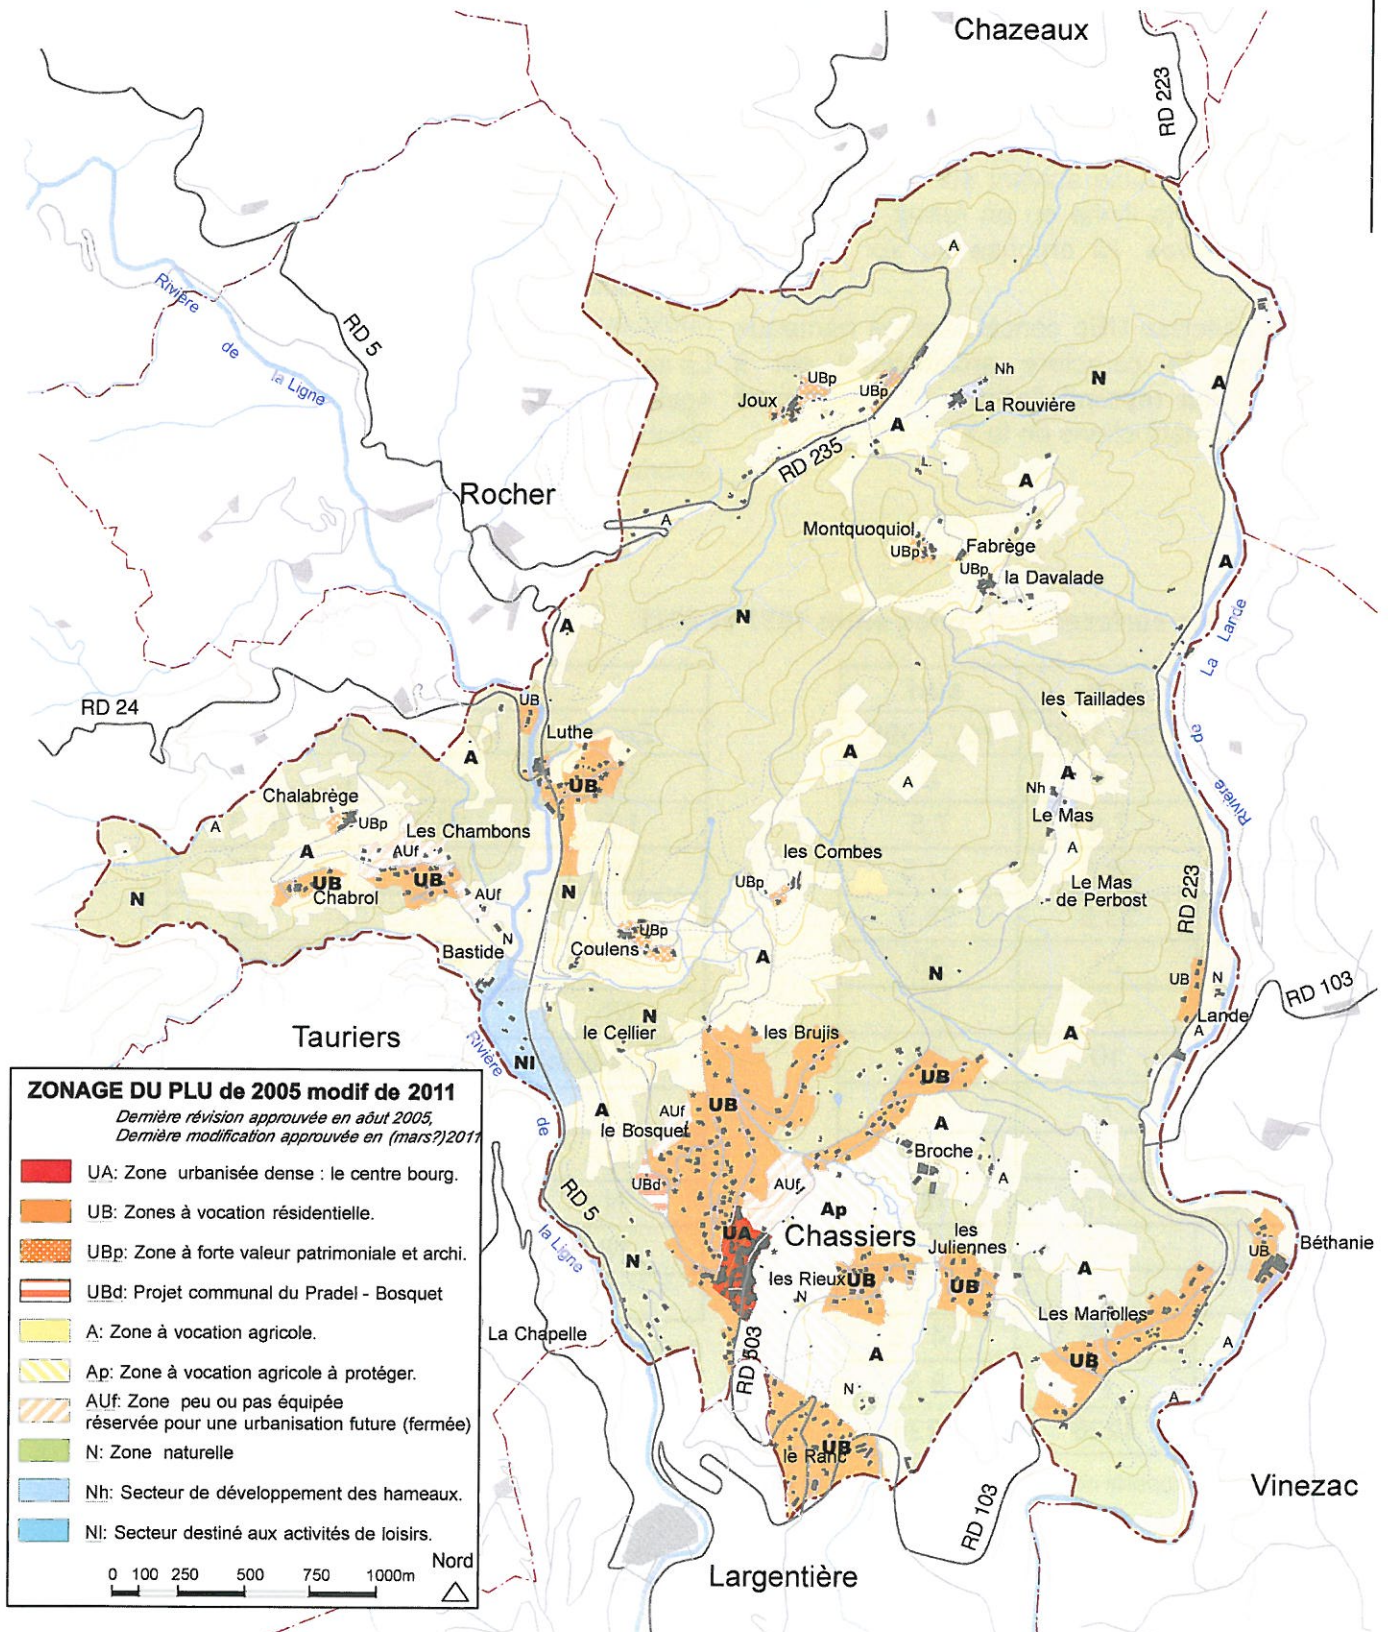 Chazeaux
RD 223
Rivière
de
la Ligne
RD 5
A
UBp
Nh
N
A
Joux
UBp
La Rouvière
A
RD 235
L.
A
Rocher
A
Montquoquiol
UBp
Fabrège
UBp
la Davalade
A
N
A
La Lande
de
Rivière
RD 24
UB
les Taillades
Luthe
A
A
A
A
UB
Nh
Chalabrège
UBp
Le Mas
A
Les Chambons
A
AUf
les Combes
A
UB
UB
UBp
Chabrol
AUf
N
N
Le Mas
de Perbost
RD 223
N
UBp
Bastide
Coulens
A
N
UB
N
RD 103
Lande
A
N
Tauriers
le Cellier
les Brujis
A
Rivière
Nl
UB
A
AUf
UB
A
de
le Bosquet
Broche
A
UBd
AUf
RD 5
Ap
UA
Chassiers
les
Juliennes
la Ligne
N
les Rieux
UB
UB
A
UB
Béthanie
N
Les Mariolles
La Chapelle
RD 503
A
UB
A
N
A
UB
le Ranc
RD 103
Vinezac
Largentière
ZONAGE DU PLU de 2005 modif de 2011
Dernière révision approuvée en aôut 2005,
Dernière modification approuvée en (mars?)2011
UA: Zone urbanisée dense : le centre bourg.
UB: Zones à vocation résidentielle.
UBp: Zone à forte valeur patrimoniale et archi.
UBd: Projet communal du Pradel - Bosquet
A: Zone à vocation agricole.
Ap: Zone à vocation agricole à protéger.
AUf: Zone peu ou pas équipée
réservée pour une urbanisation future (fermée)
N: Zone naturelle
Nh: Secteur de développement des hameaux.
Nl: Secteur destiné aux activités de loisirs.
Nord
0 100 250 500 750 1000m